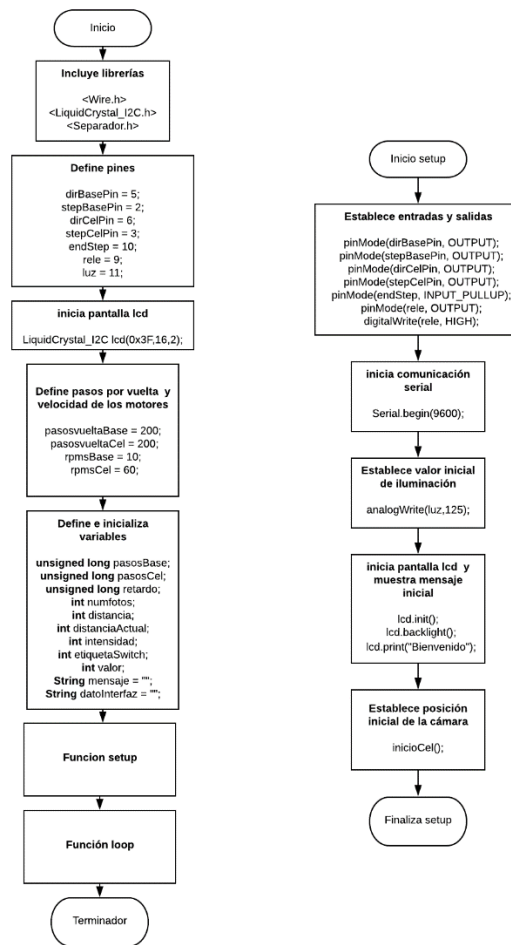 Inicio
Incluye librerías
<Wire.h>
<LiquidCrystal_I2C.h>
<Separador.h>
Define pines
dirBasePin = 5;
stepBasePin = 2;
dirCelPin = 6;
stepCelPin = 3;
endStep = 10;
rele = 9;
luz = 11;
inicia pantalla lcd
LiquidCrystal_I2C lcd(0x3F,16,2);
Define pasos por vuelta y
velocidad de los motores
pasosvueltaBase = 200;
pasosvueltaCel = 200;
rpmsBase = 10;
rpmsCel = 60;
Define e inicializa
variables
unsigned long pasosBase;
unsigned long pasosCel;
unsigned long retardo;
int numfotos;
int distancia;
int distanciaActual;
int intensidad;
int etiquetaSwitch;
int valor;
String mensaje = "";
String datoInterfaz = "";
Funcion setup
Función loop
Terminador
Inicio setup
Establece entradas y salidas
pinMode(dirBasePin, OUTPUT);
pinMode(stepBasePin, OUTPUT);
pinMode(dirCelPin, OUTPUT);
pinMode(stepCelPin, OUTPUT);
pinMode(endStep, INPUT_PULLUP);
pinMode(rele, OUTPUT);
digitalWrite(rele, HIGH);
inicia comunicación
serial
Serial.begin(9600);
Establece valor inicial
de iluminación
analogWrite(luz,125);
inicia pantalla lcd y
muestra mensaje
inicial
lcd.init();
lcd.backlight();
lcd.print("Bienvenido");
Establece posición
inicial de la cámara
inicioCel();
Finaliza setup